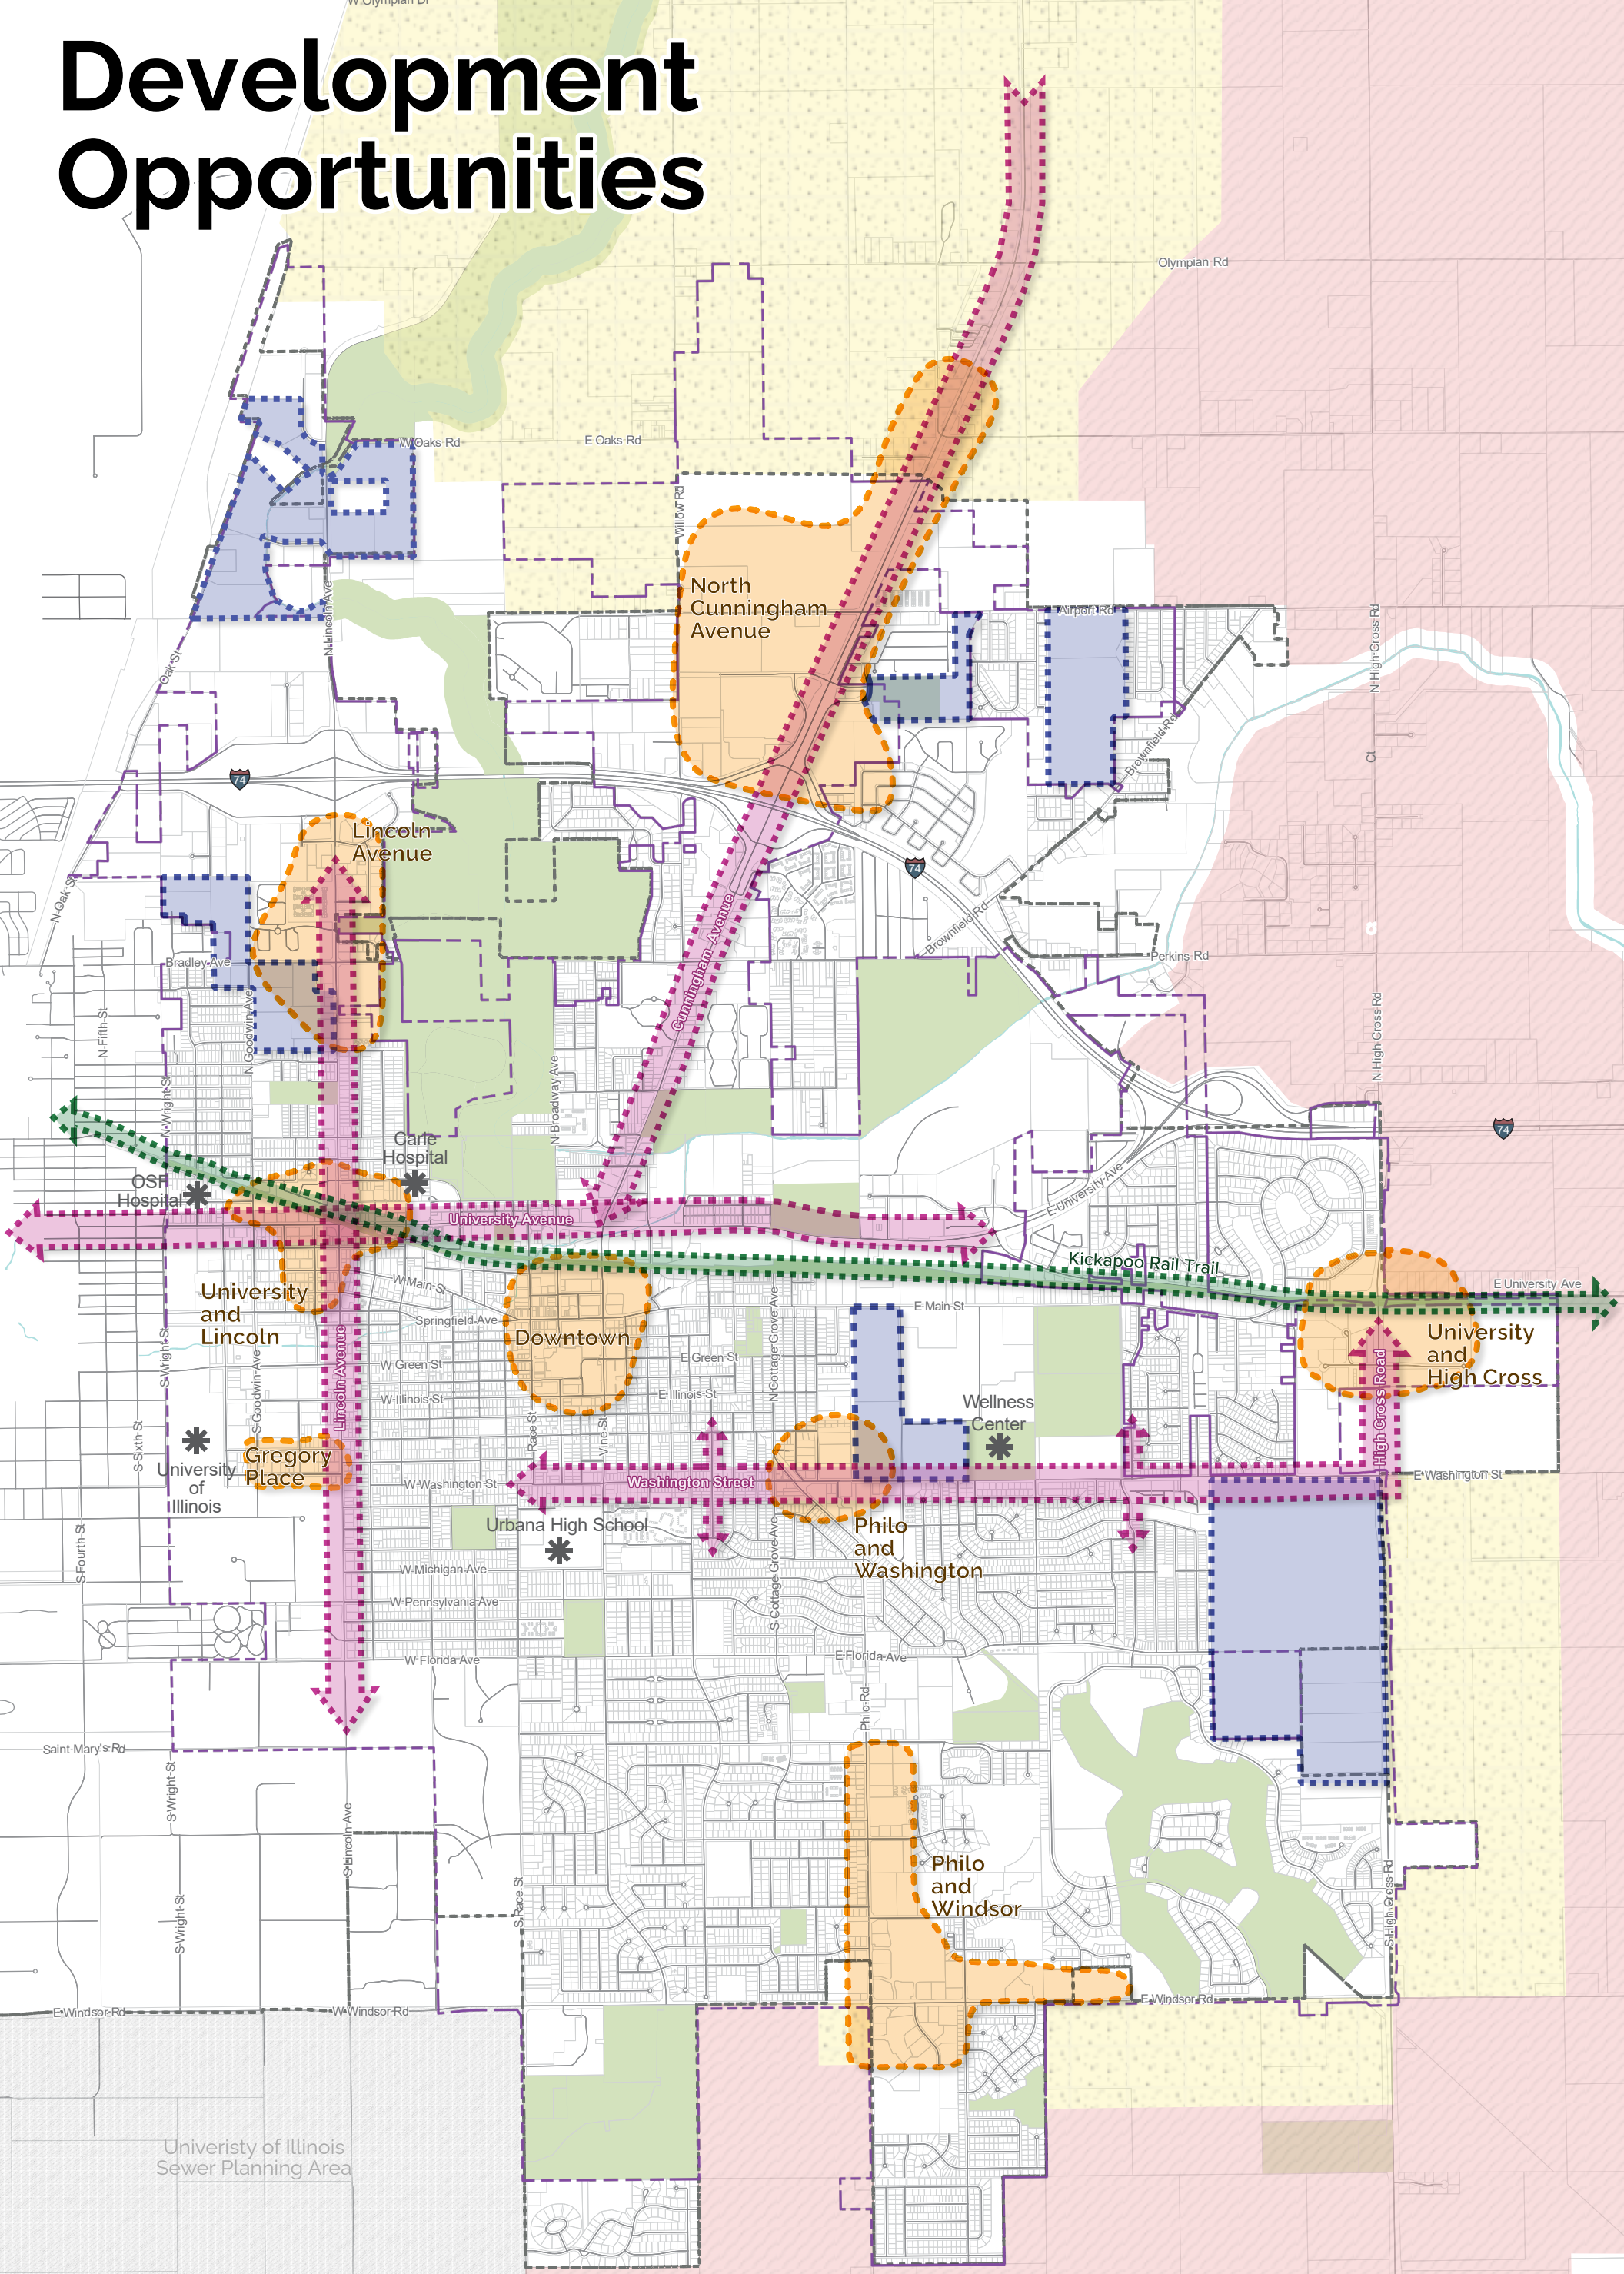 W Olympian Dr
Development
Opportunities
Olympian Rd
W Oaks Rd
E Oaks Rd
Willow Rd
North
Cunningham
Avenue
Airport Rd
N Lincoln Ave
N High Cross Rd
Oak St
Brownfield Rd
Ct
74
Lincoln
Avenue
74
N Oak St
Cunningham Avenue
Brownfield Rd
Bradley Ave
Perkins Rd
N Fifth St
N Goodwin Ave
N High Cross Rd
N Wright St
N Broadway Ave
74
Carle
Hospital
OSF
Hospital
E University Ave
University Avenue
Kickapoo Rail Trail
W Main St
E University Ave
University
and
Lincoln
E Main St
Springfield Ave
Downtown
University
and
High Cross
N Cottage Grove Ave
S Wright St
S Goodwin Ave
Lincoln Avenue
W Green St
E Green St
W Illinois St
E Illinois St
High Cross Road
Wellness
Center
Race St
Vine St
S Sixth St
Gregory
Place
University
of
Illinois
W Washington St
Washington Street
E Washington St
Urbana High School
Philo
and
Washington
S Fourth St
S Cottage Grove Ave
W Michigan Ave
W Pennsylvania Ave
W Florida Ave
E Florida Ave
Philo Rd
Saint Mary's Rd
S Wright St
S Lincoln Ave
Philo
and
Windsor
S Race St
S Wright St
S High Cross Rd
E Windsor Rd
W Windsor Rd
E Windsor Rd
Univeristy of Illinois
Sewer Planning Area